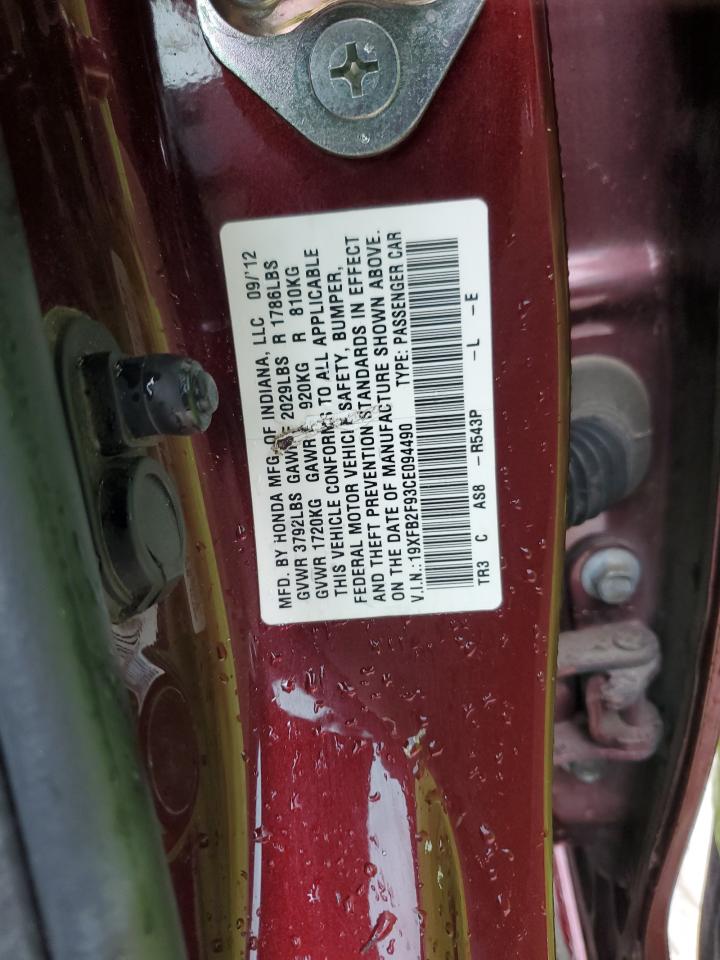 MFD. BY HONDA MFG. OF INDIANA, LLC 09/'12
GVWR 3792LBS GAWR F 2029LBS R 1786LBS
GVWR 1720KG GAWR 920KG R 810KG
THIS VEHICLE CONFORMS TO ALL APPLICABLE
FEDERAL MOTOR VEHICLE SAFETY, BUMPER,
AND THEFT PREVENTION STANDARDS IN EFFECT
ON THE DATE OF MANUFACTURE SHOWN ABOVE.
V.I.N.:19XFB2F93CE094490 TYPE: PASSENGER CAR
TR3 C AS8 -R543P -L -E